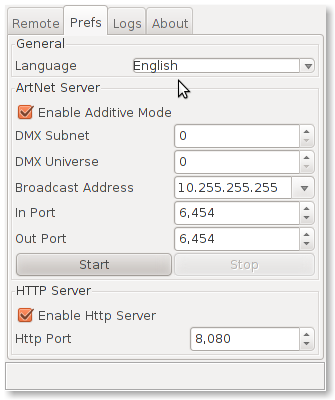 Remote Prefs Logs About
General
Language English
ArtNet Server
Enable Additive Mode
DMX Subnet 0
DMX Universe 0
Broadcast Address 10.255.255.255
In Port 6,454
Out Port 6,454
Start Stop
HTTP Server
Enable Http Server
Http Port 8,080